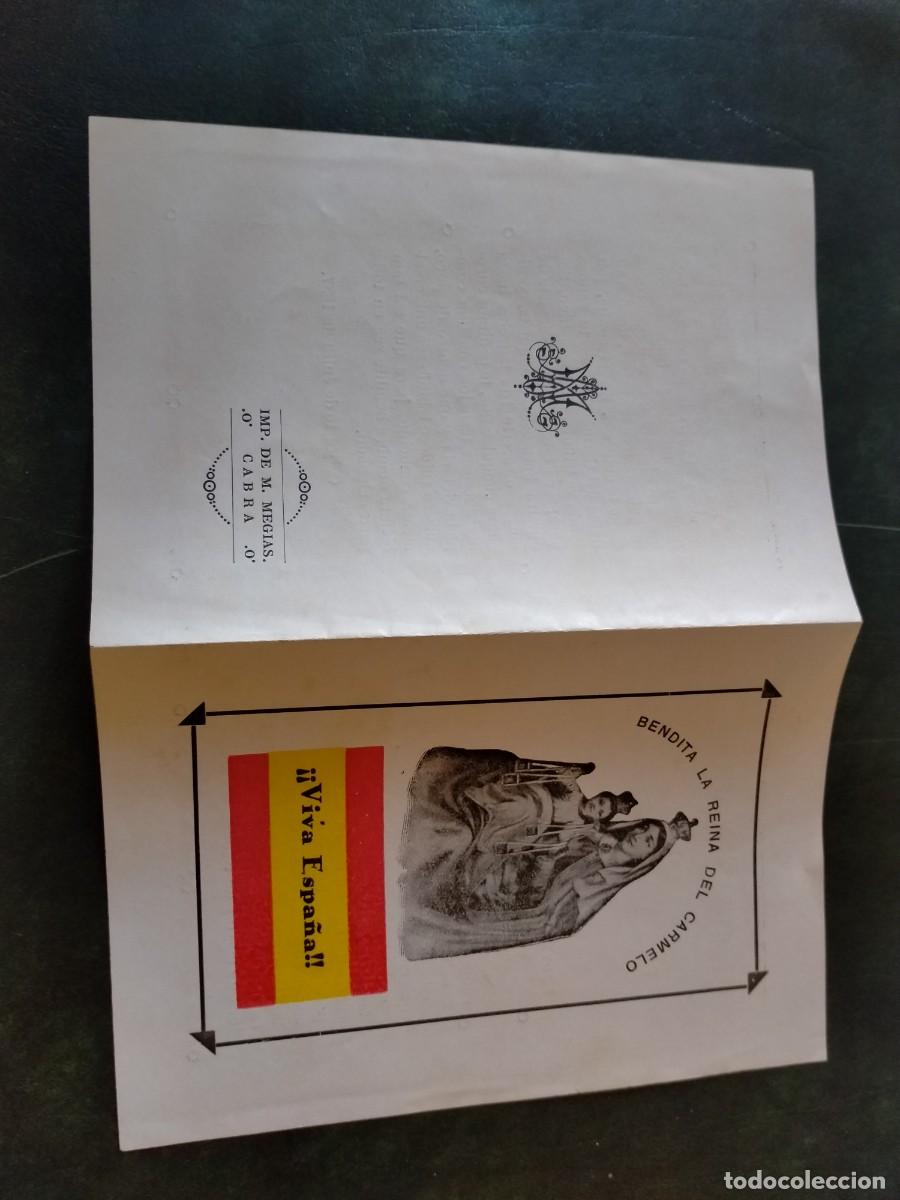 BENDITA LA REINA DEL CARMELO
¡¡Viva España!!
IMP. DE M. MEGIAS.
.O' CABRA .O'
todocoleccion